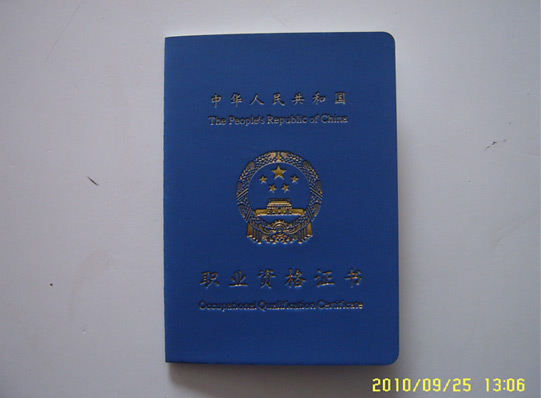 中华人民共和国
The People's Republic of China
职业资格证书
Occupational Qualification Certificate
2010/09/25 13:06